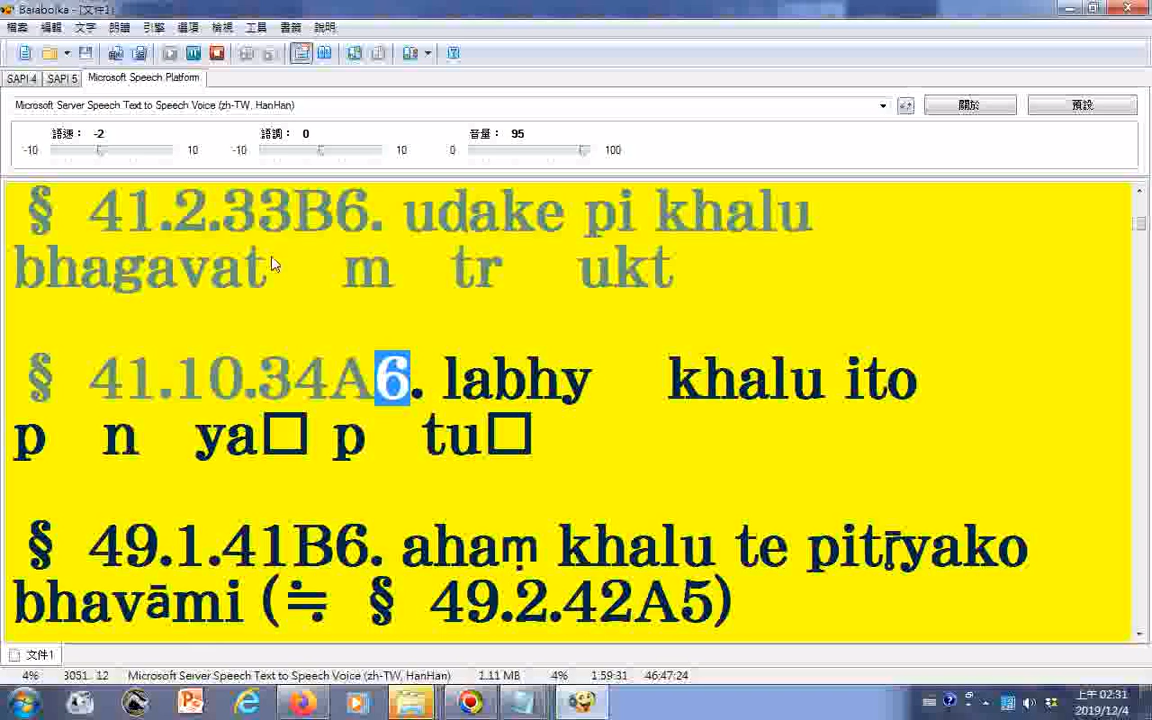 Balabolka - [文件1]
檔案 編輯 文字 朗讀 引擎 選項 檢視 工具 書籤 說明
SAPI 4 SAPI 5 Microsoft Speech Platform
Microsoft Server Speech Text to Speech Voice (zh-TW, HanHan) 關於 預設
語速： -2 語調： 0 音量： 95
-10 10 -10 10 0 100
§ 41.2.33B6. udake pi khalu
bhagavat m tr ukt
§ 41.10.34A6. labhy khalu ito
p n ya□ p tu□
§ 49.1.41B6. ahaṃ khalu te pitṝyako
bhavāmi (≒ § 49.2.42A5)
文件1
4% 3051 12 Microsoft Server Speech Text to Speech Voice (zh-TW, HanHan) 1.11 MB 4% 1:59:31 46:47:24
上午 02:31
2019/12/4